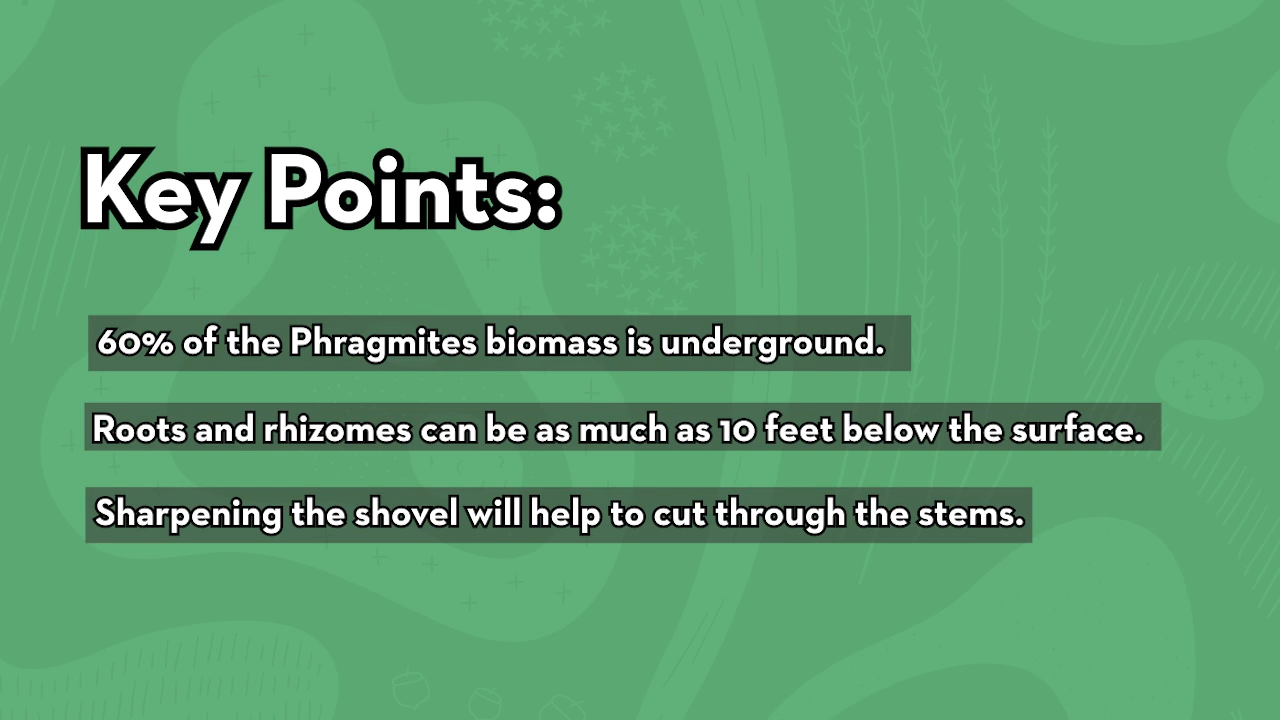 Key Points:
60% of the Phragmites biomass is underground.
Roots and rhizomes can be as much as 10 feet below the surface.
Sharpening the shovel will help to cut through the stems.